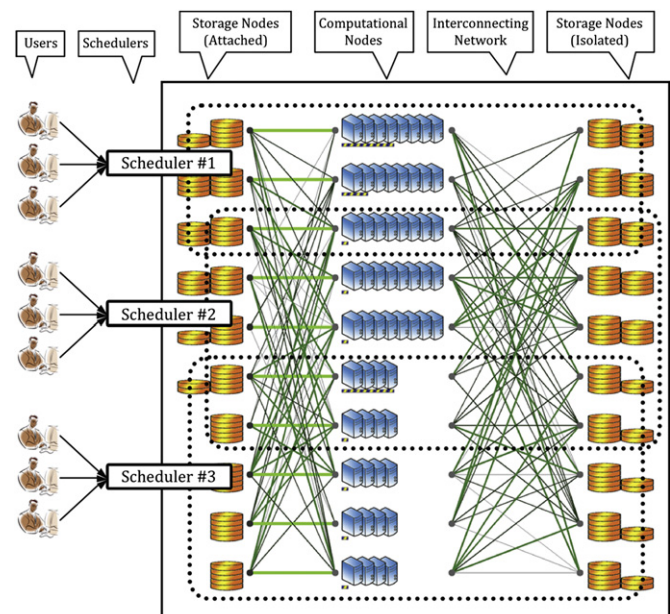 Users
Schedulers
Storage Nodes
(Attached)
Computational
Nodes
Interconnecting
Network
Storage Nodes
(Isolated)
Scheduler #1
Scheduler #2
Scheduler #3